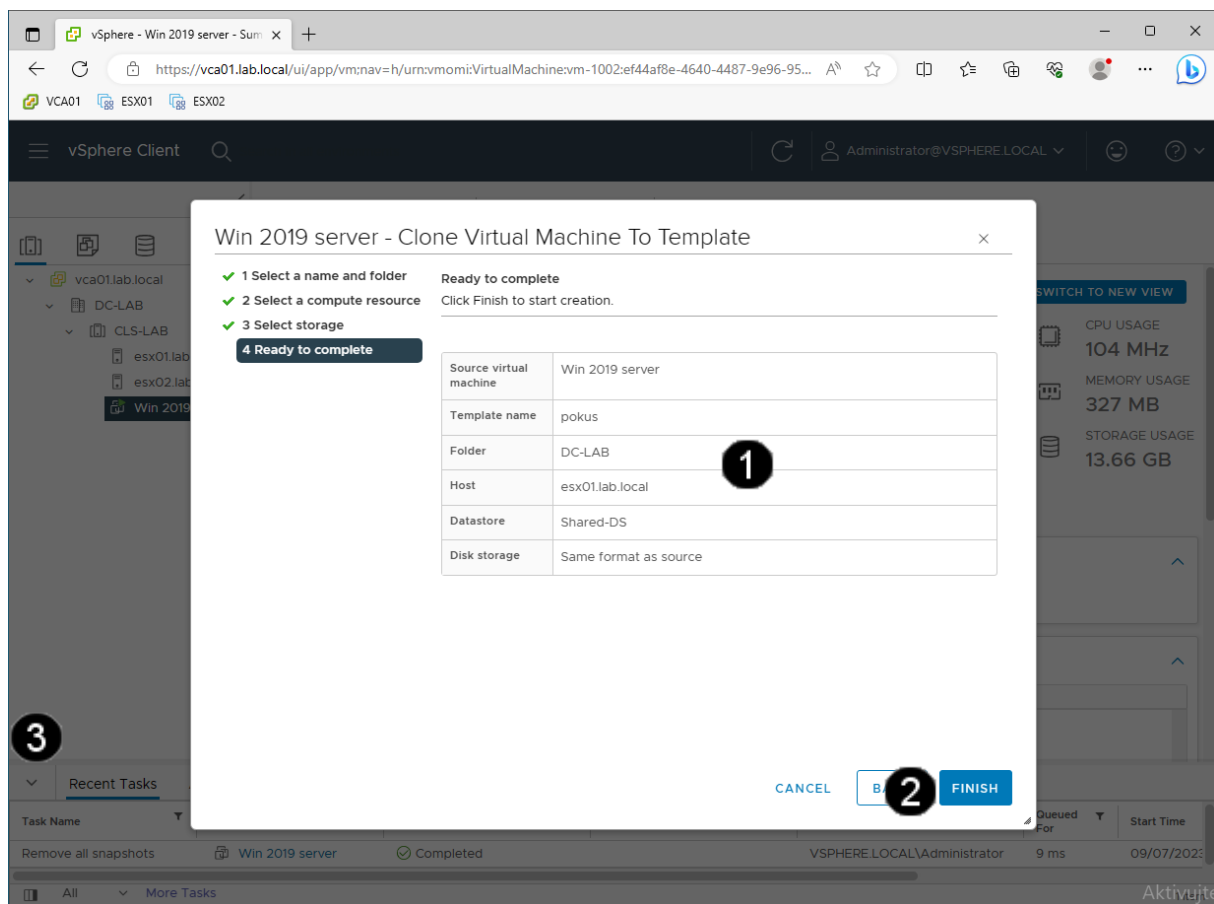 vSphere - Win 2019 server - Sum
https://vca01.lab.local/ui/app/vm;nav=h/urn:vmomi:VirtualMachine:vm-1002:ef44af8e-4640-4487-9e96-95...
VCA01 ESX01 ESX02
vSphere Client Administrator@VSPHERE.LOCAL
Win 2019 server - Clone Virtual Machine To Template
vca01.lab.local
DC-LAB
CLS-LAB
esx01.lab
esx02.lab
Win 2019
1 Select a name and folder
2 Select a compute resource
3 Select storage
4 Ready to complete
Ready to complete
Click Finish to start creation.
Source virtual machine Win 2019 server
Template name pokus
Folder DC-LAB
Host esx01.lab.local
Datastore Shared-DS
Disk storage Same format as source
1
SWITCH TO NEW VIEW
CPU USAGE
104 MHz
MEMORY USAGE
327 MB
STORAGE USAGE
13.66 GB
3
CANCEL 2 FINISH
Recent Tasks
Task Name Queued For Start Time
Remove all snapshots Win 2019 server Completed VSPHERE.LOCAL\Administrator 9 ms 09/07/2023
All More Tasks
Aktivujte